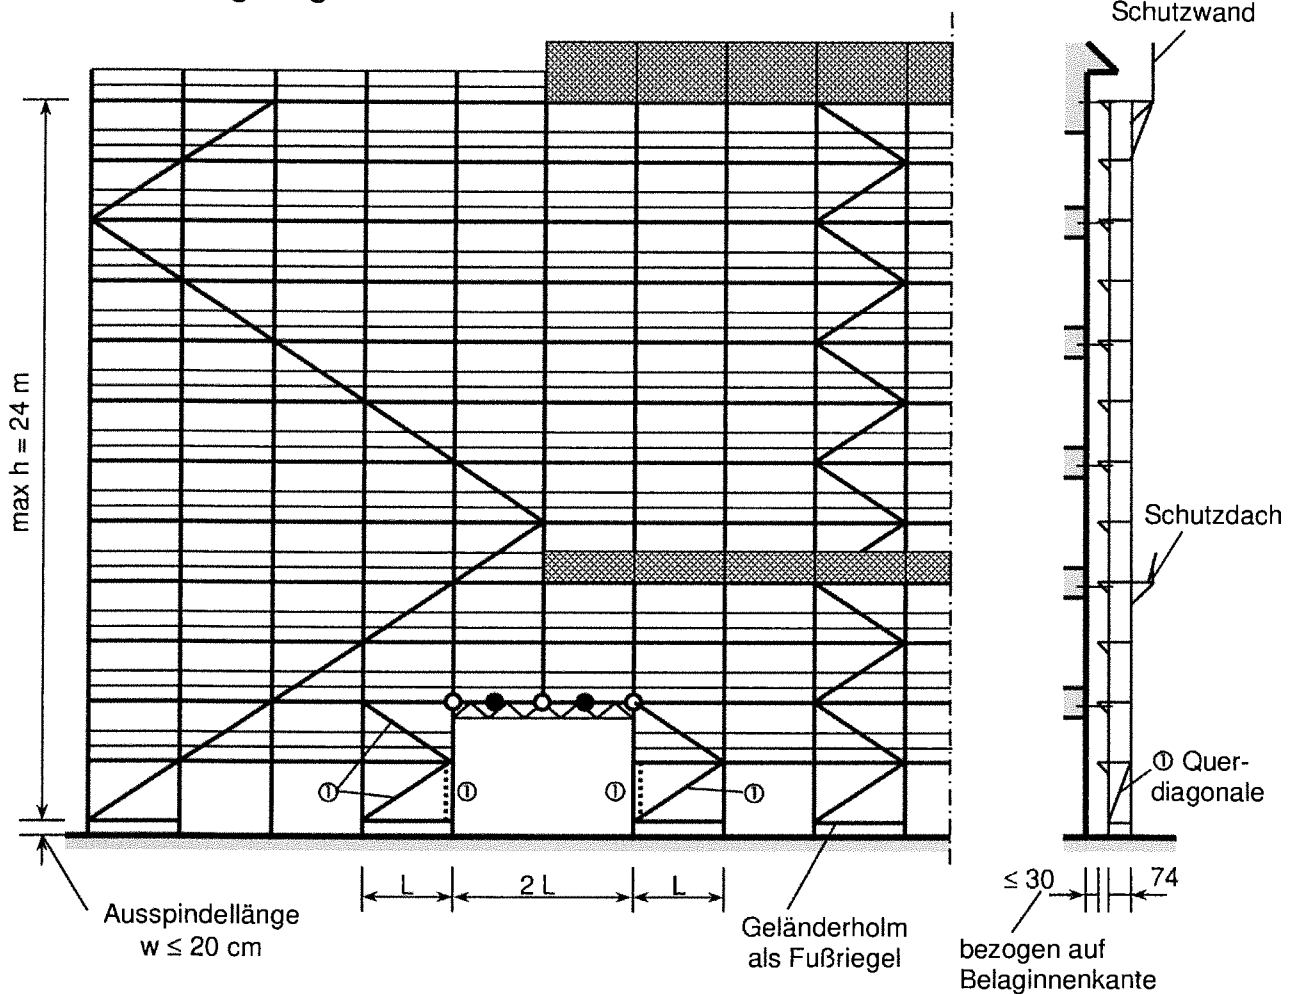 Schutzwand
max h = 24 m
Schutzdach
① Quer-
diagonale
①
①
①
①
L
2 L
L
≤ 30
74
Ausspindellänge
w ≤ 20 cm
Geländerholm
als Fußriegel
bezogen auf
Belaginnenkante